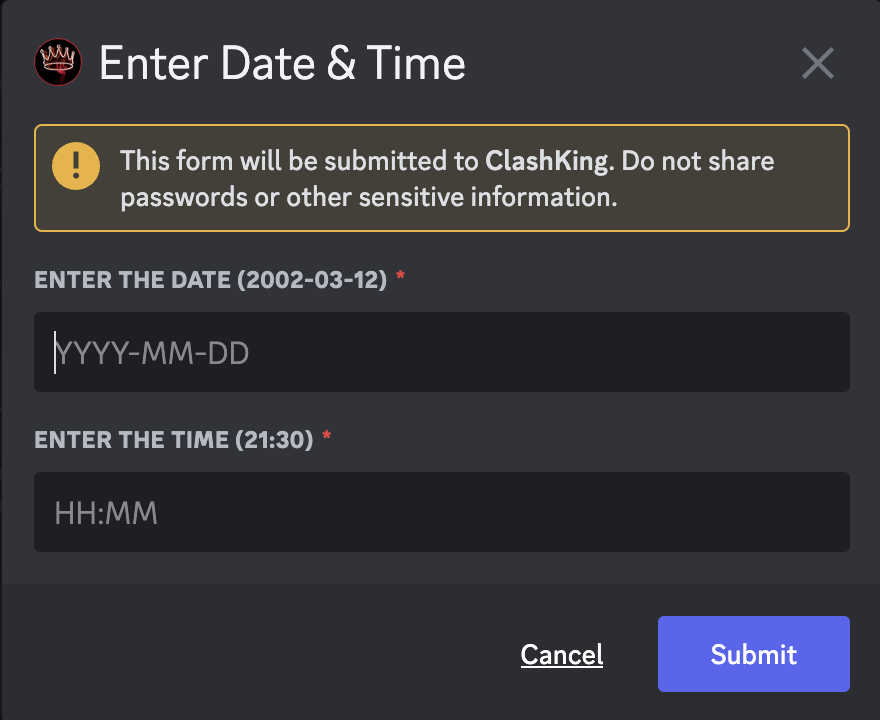 Enter Date & Time
This form will be submitted to ClashKing. Do not share
passwords or other sensitive information.
ENTER THE DATE (2002-03-12) *
YYYY-MM-DD
ENTER THE TIME (21:30) *
HH:MM
Cancel
Submit